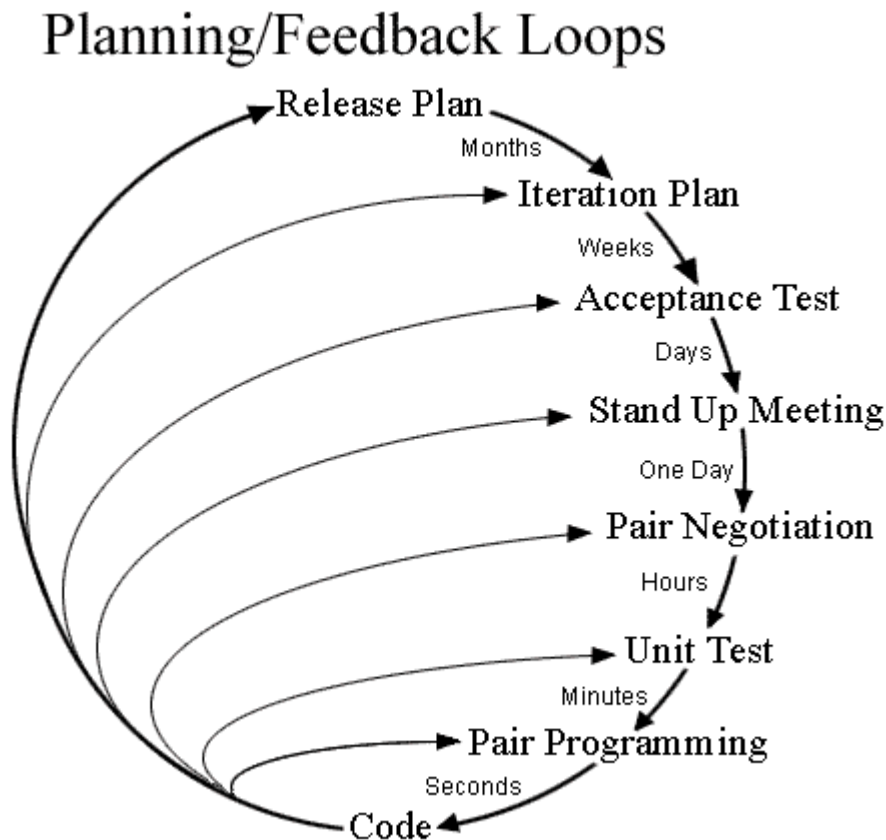 Planning/Feedback Loops
Release Plan
Months
Iteration Plan
Weeks
Acceptance Test
Days
Stand Up Meeting
One Day
Pair Negotiation
Hours
Unit Test
Minutes
Pair Programming
Seconds
Code